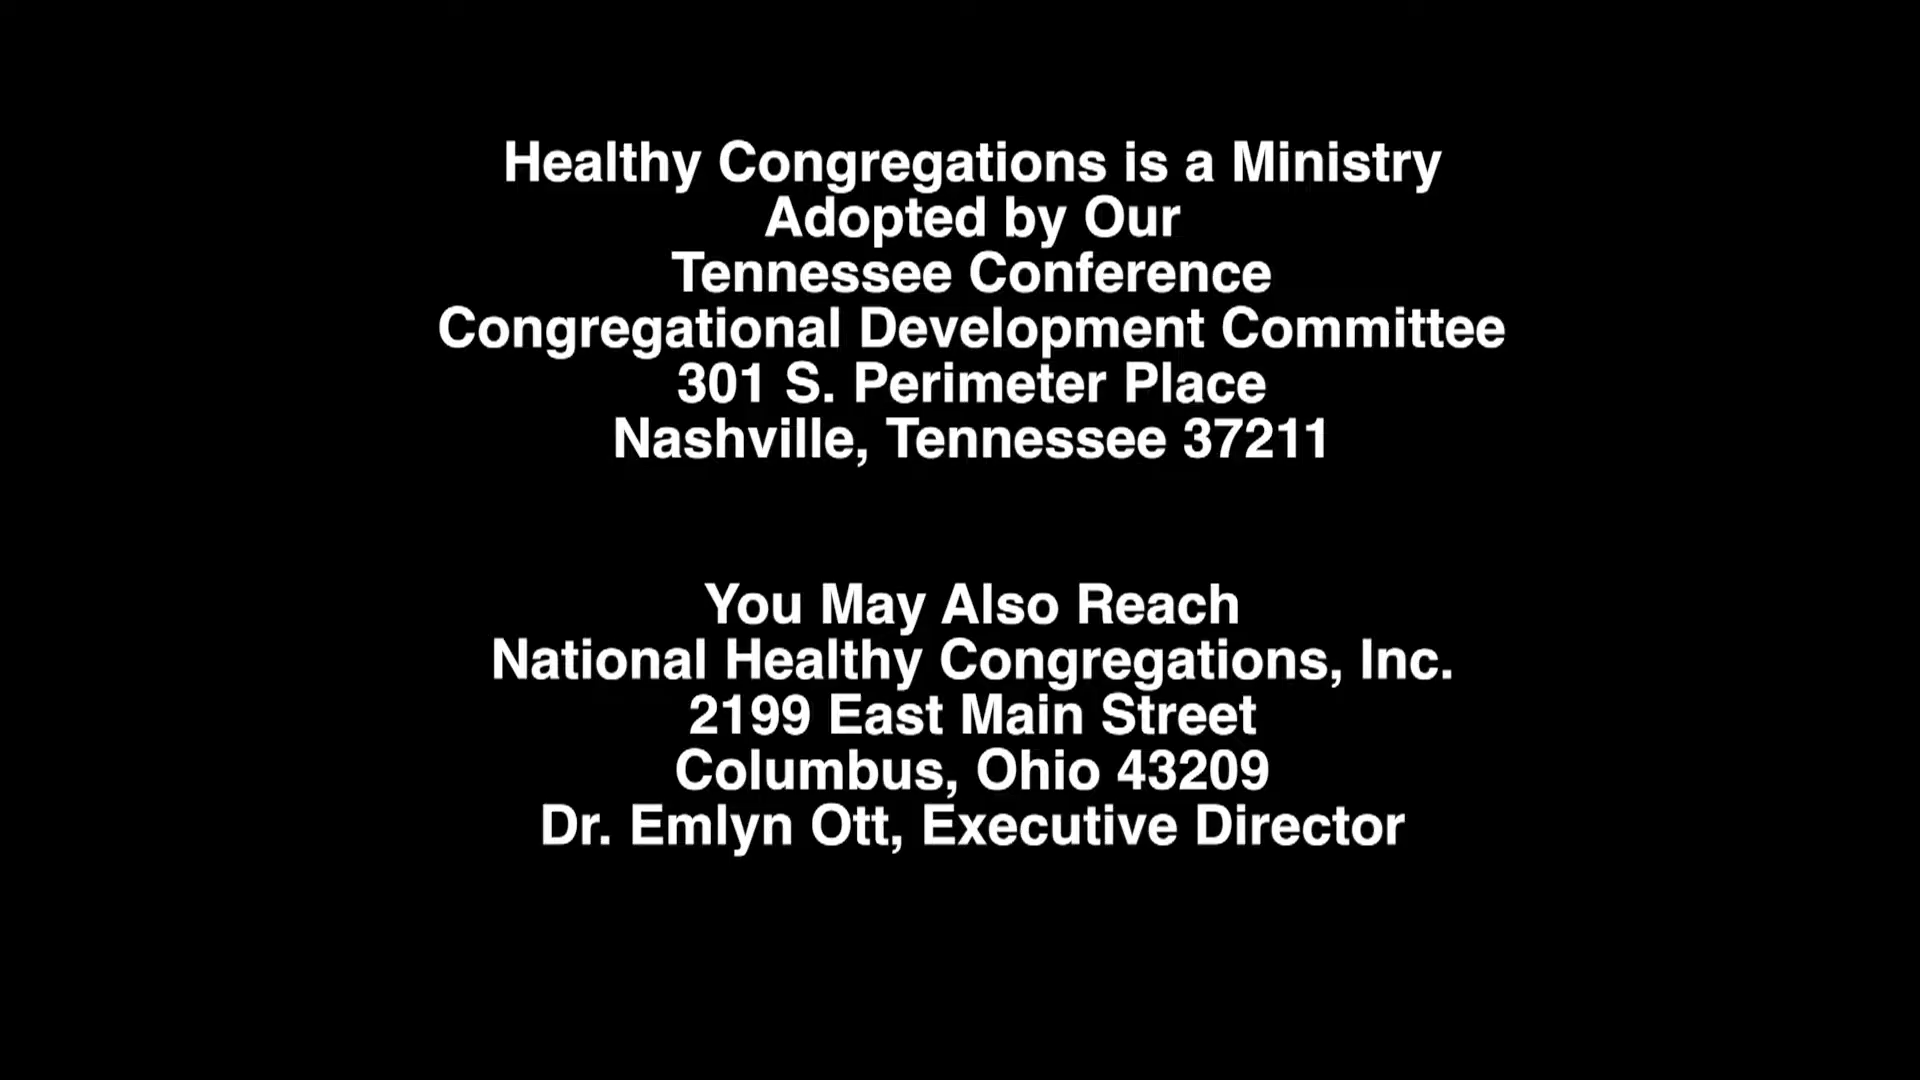 Healthy Congregations is a Ministry
Adopted by Our
Tennessee Conference
Congregational Development Committee
301 S. Perimeter Place
Nashville, Tennessee 37211
You May Also Reach
National Healthy Congregations, Inc.
2199 East Main Street
Columbus, Ohio 43209
Dr. Emlyn Ott, Executive Director